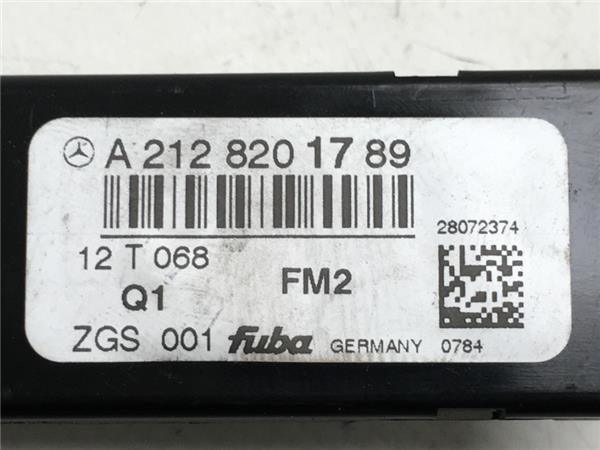 A 212 820 17 89
28072374
12 T 068
Q1
FM2
ZGS 001 fuba GERMANY 0784